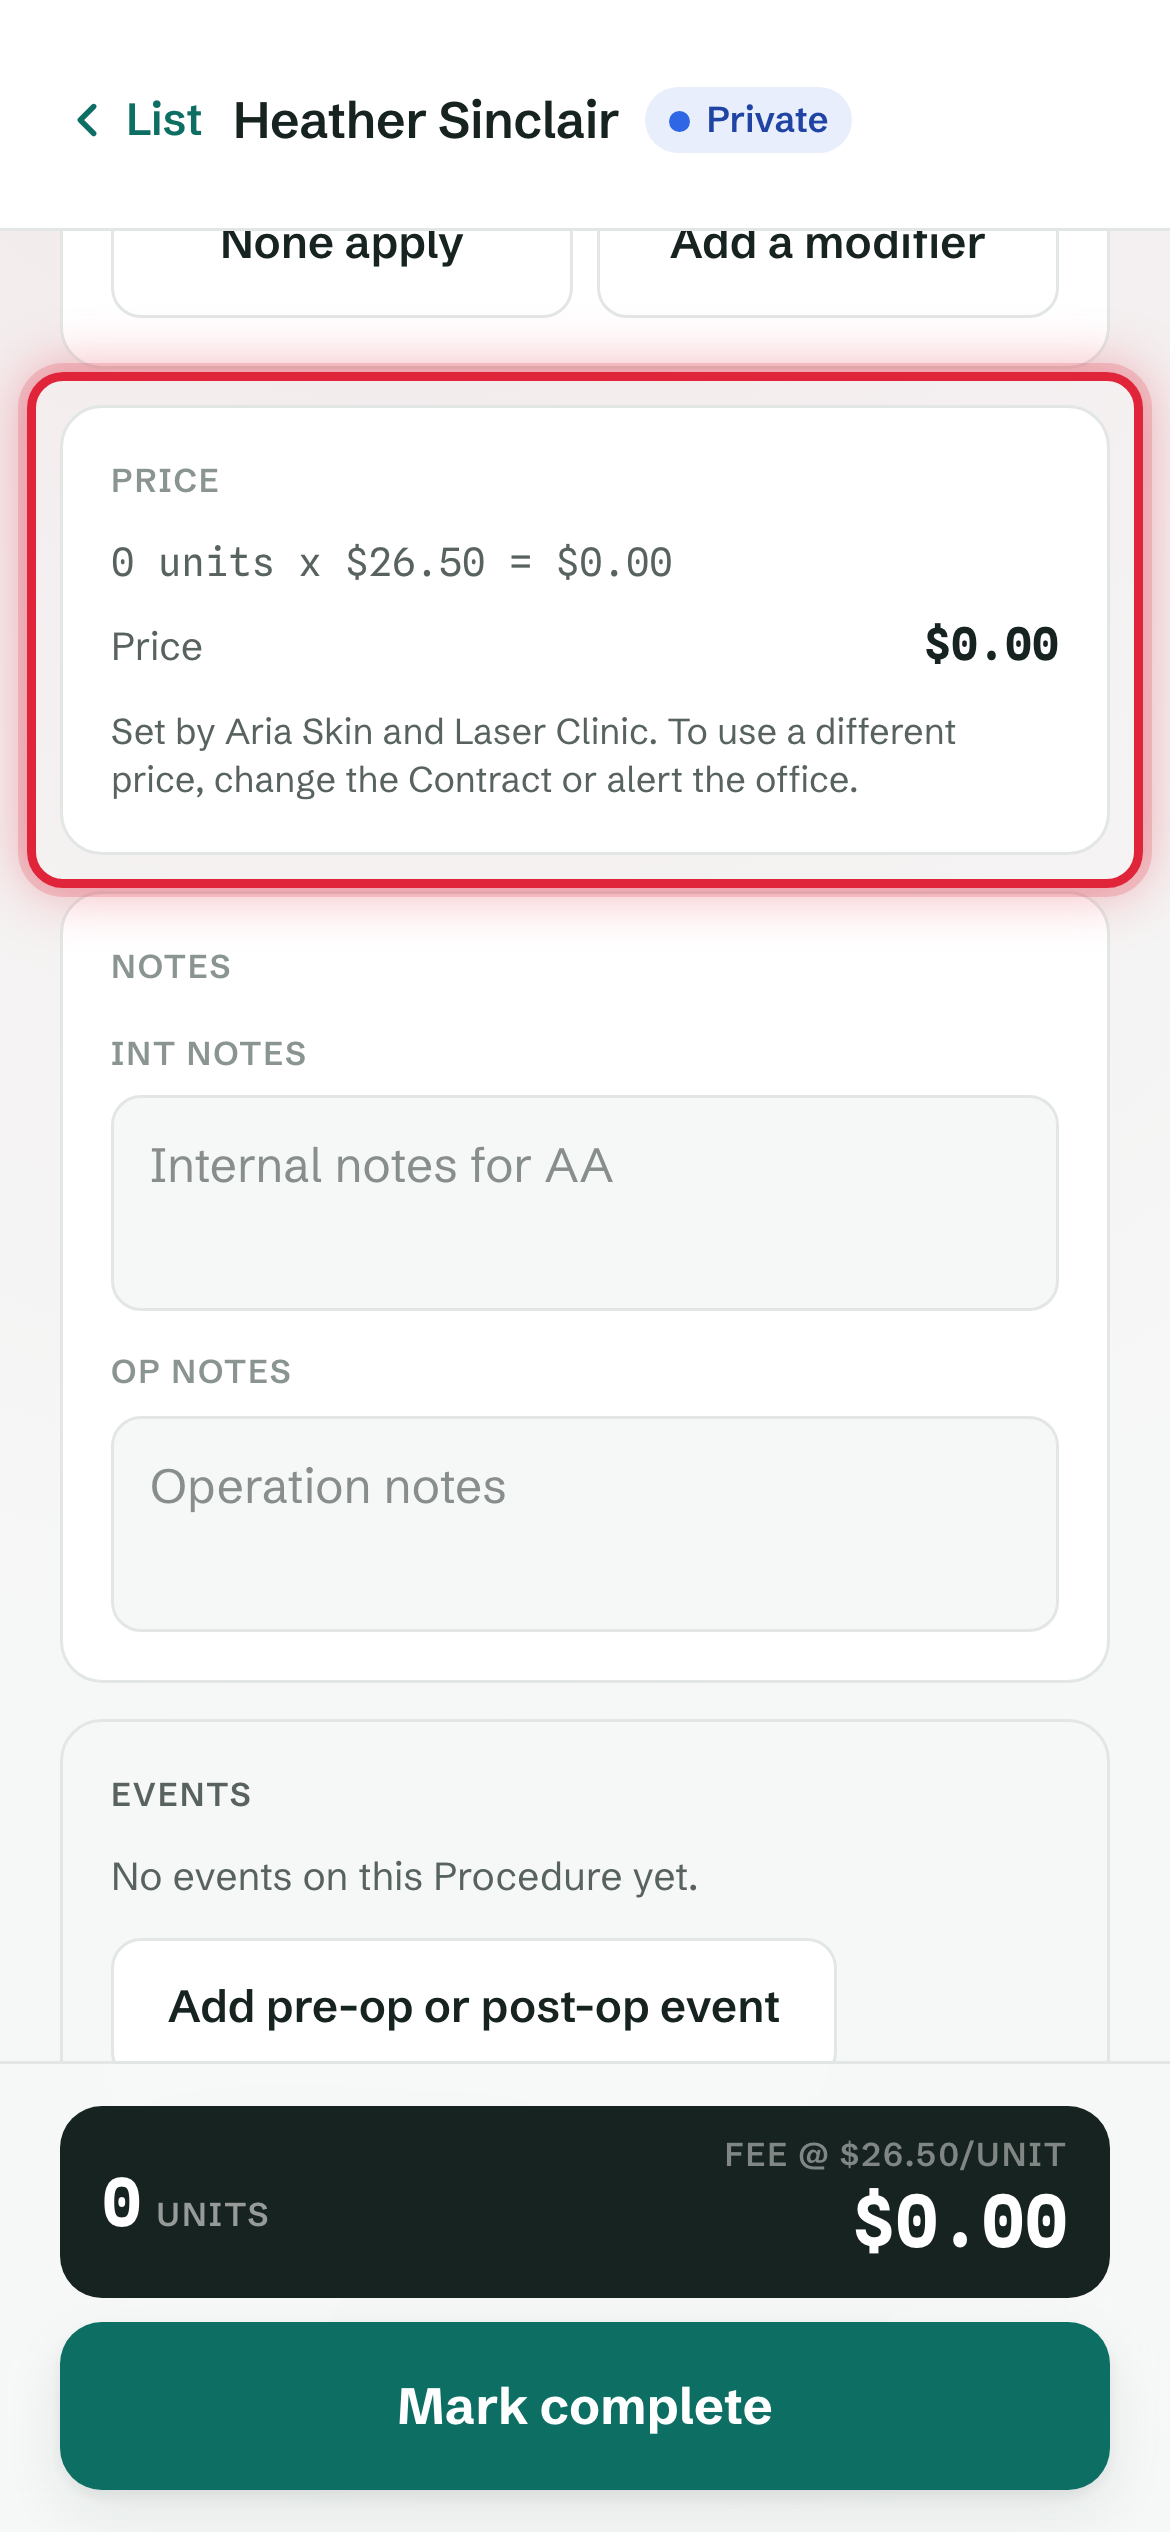 List Heather Sinclair Private
None apply Add a modifier
PRICE
0 units x $26.50 = $0.00
Price $0.00
Set by Aria Skin and Laser Clinic. To use a different
price, change the Contract or alert the office.
NOTES
INT NOTES
Internal notes for AA
OP NOTES
Operation notes
EVENTS
No events on this Procedure yet.
Add pre-op or post-op event
FEE @ $26.50/UNIT
0 UNITS $0.00
Mark complete